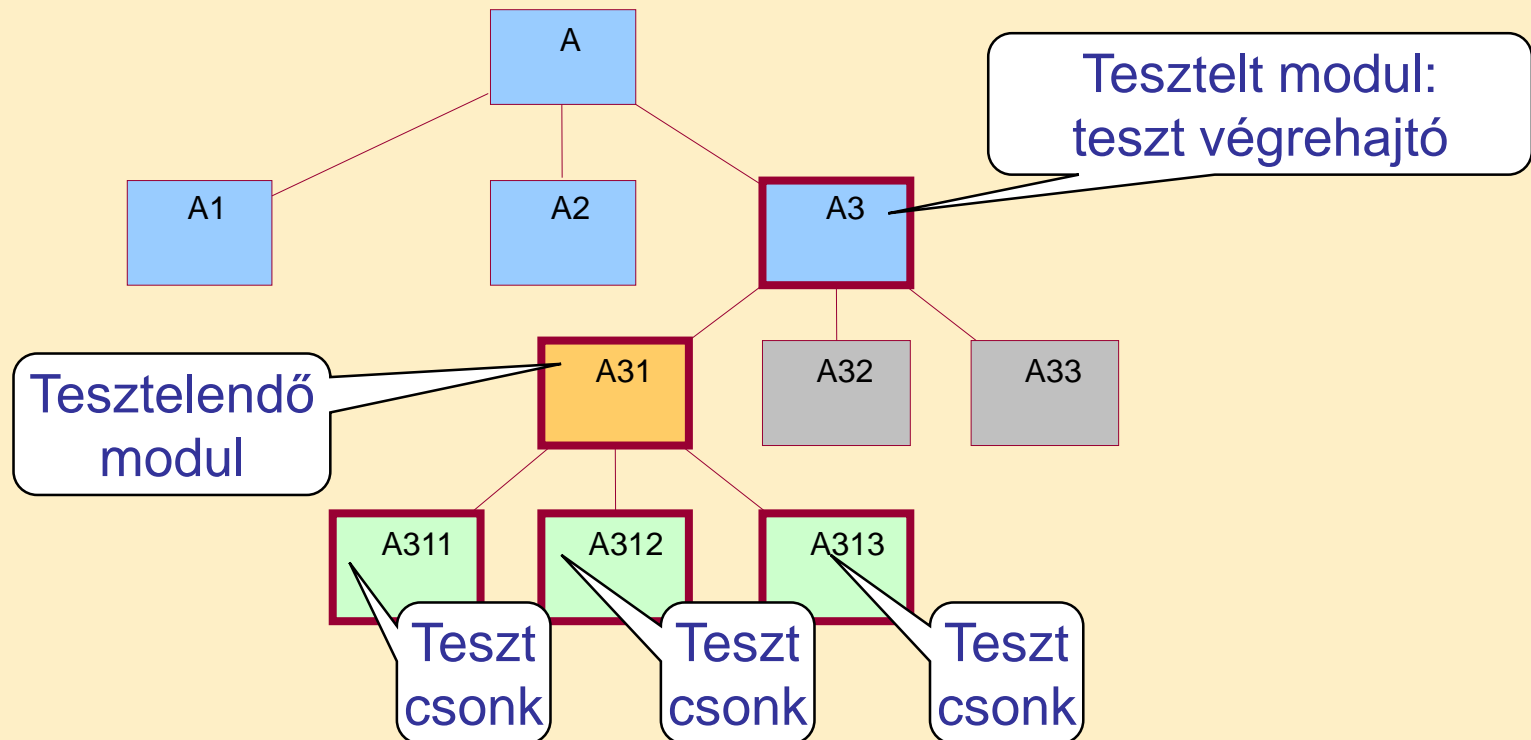 A
Tesztelt modul:
teszt végrehajtó
A1
A2
A3
Tesztelendő
modul
A31
A32
A33
A311
A312
A313
Teszt
csonk
Teszt
csonk
Teszt
csonk